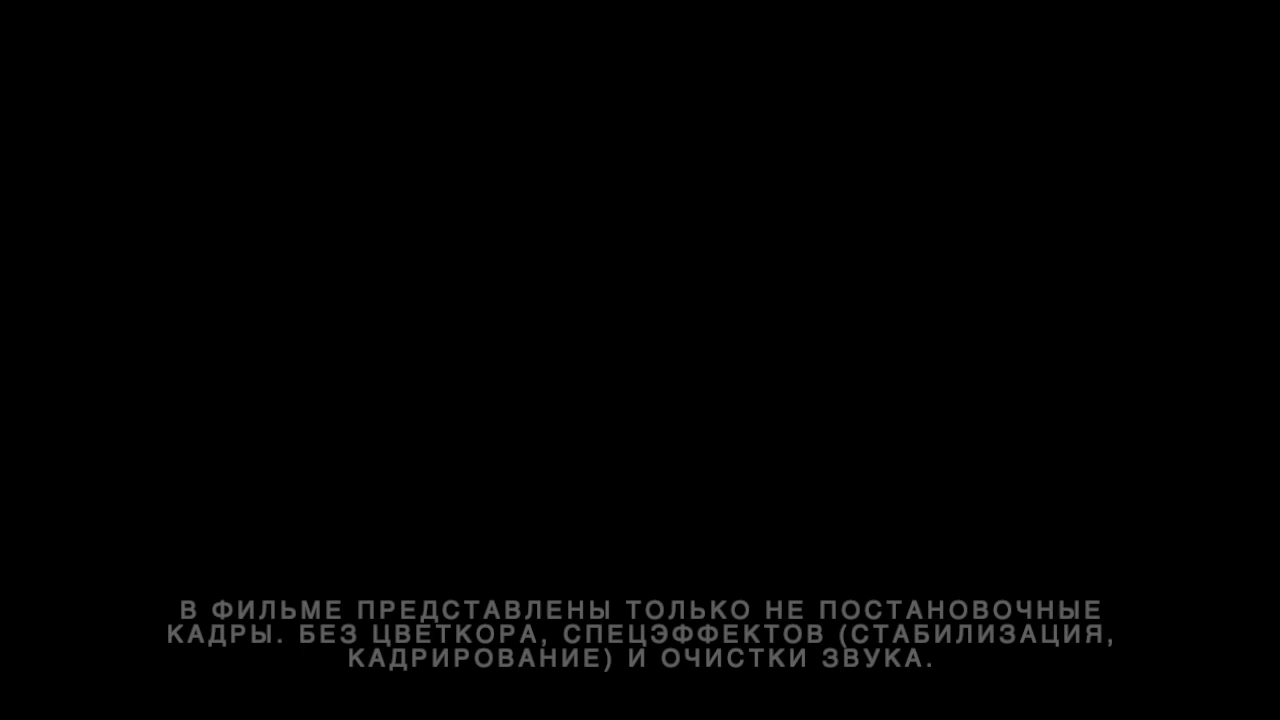 В ФИЛЬМЕ ПРЕДСТАВЛЕНЫ ТОЛЬКО НЕ ПОСТАНОВОЧНЫЕ
КАДРЫ. БЕЗ ЦВЕТКОРА, СПЕЦЭФФЕКТОВ (СТАБИЛИЗАЦИЯ,
КАДРИРОВАНИЕ) И ОЧИСТКИ ЗВУКА.